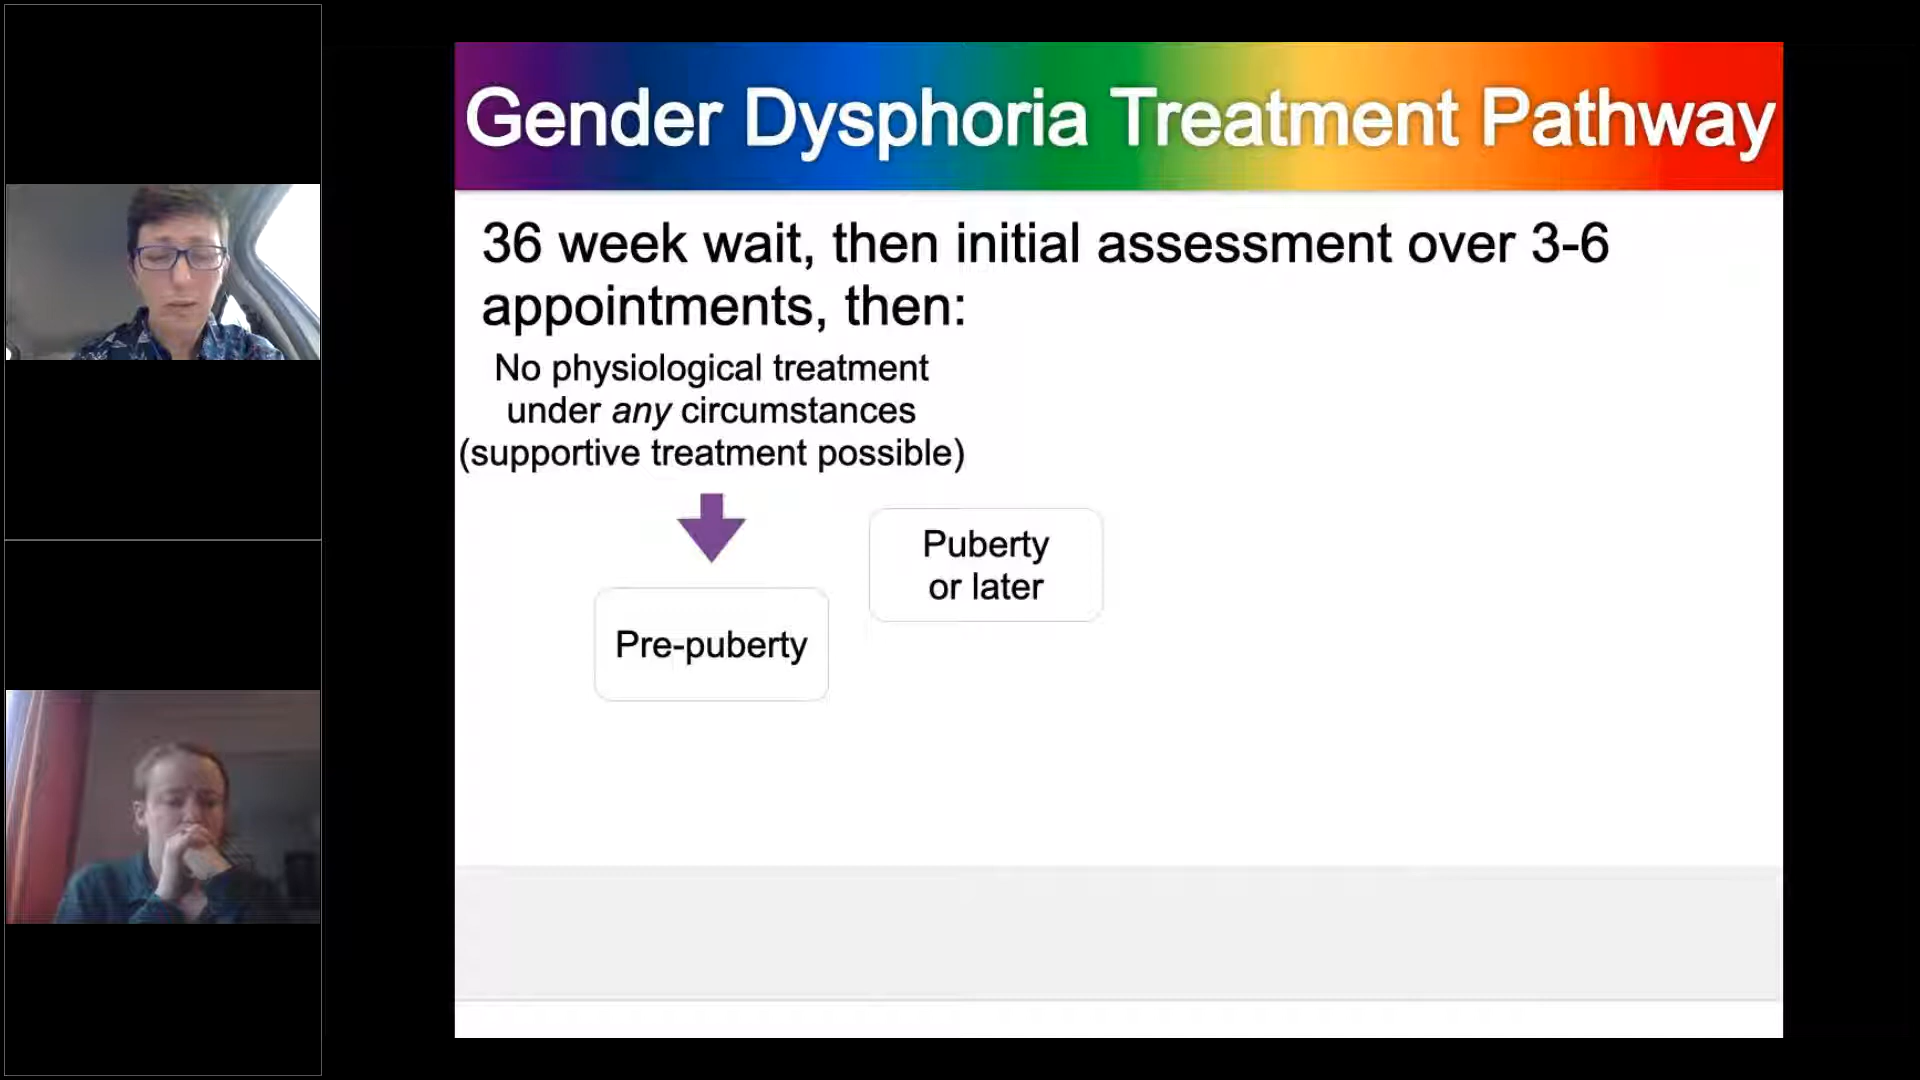 Gender Dysphoria Treatment Pathway
36 week wait, then initial assessment over 3-6
appointments, then:
No physiological treatment
under any circumstances
(supportive treatment possible)
Puberty
or later
Pre-puberty